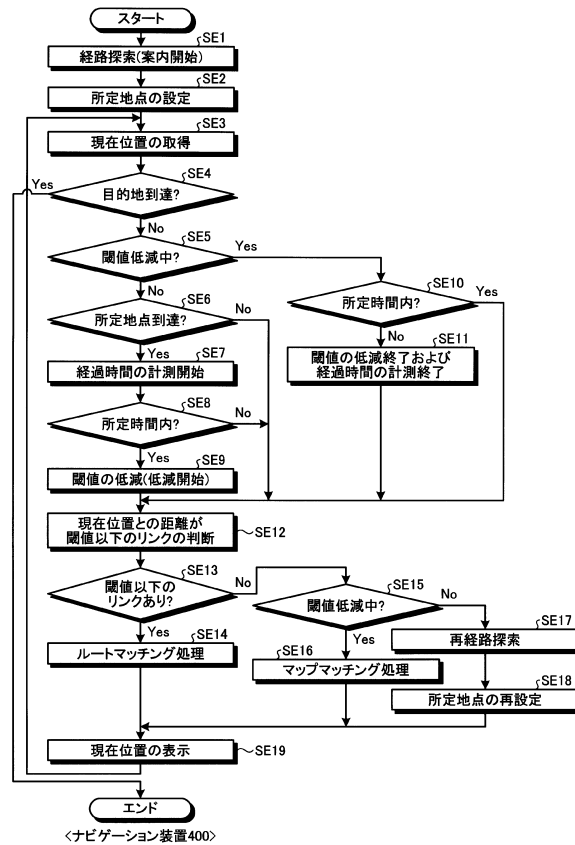 スタート
SE1
経路探索(案内開始)
SE2
所定地点の設定
SE3
現在位置の取得
SE4
Yes
目的地到達?
No
SE5
Yes
閾値低減中?
No
SE6
No
所定地点到達?
Yes
SE7
経過時間の計測開始
SE8
No
所定時間内?
Yes
SE9
閾値の低減(低減開始)
SE10
Yes
所定時間内?
No
SE11
閾値の低減終了および
経過時間の計測終了
現在位置との距離が
閾値以下のリンクの判断
SE12
SE13
No
閾値以下の
リンクあり?
Yes
SE14
ルートマッチング処理
SE15
No
閾値低減中?
Yes
SE16
マップマッチング処理
SE17
再経路探索
SE18
所定地点の再設定
現在位置の表示
SE19
エンド
<ナビゲーション装置400>